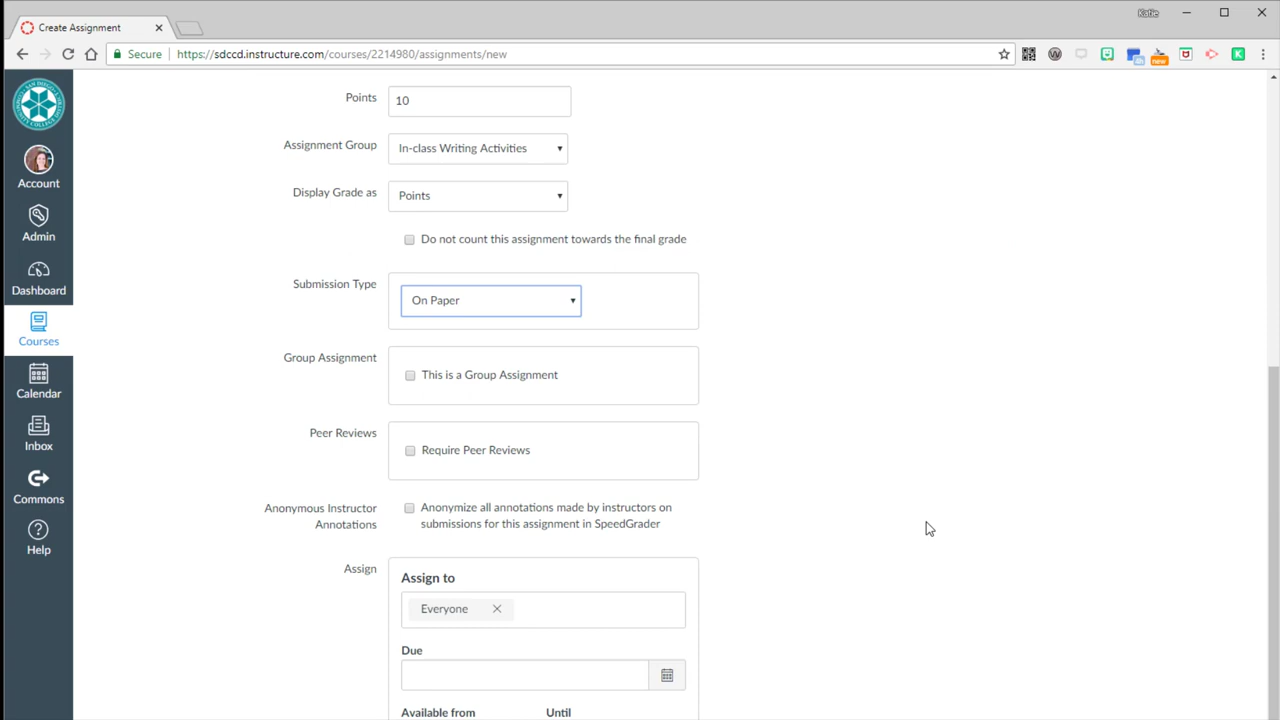 Create Assignment
Katie
Secure
https://sdccd.instructure.com/courses/2214980/assignments/new
new
Account
Admin
Dashboard
Courses
Calendar
Inbox
Commons
Help
Points
10
Assignment Group
In-class Writing Activities
Display Grade as
Points
Do not count this assignment towards the final grade
Submission Type
On Paper
Group Assignment
This is a Group Assignment
Peer Reviews
Require Peer Reviews
Anonymous Instructor
Annotations
Anonymize all annotations made by instructors on
submissions for this assignment in SpeedGrader
Assign
Assign to
Everyone
Due
Available from
Until